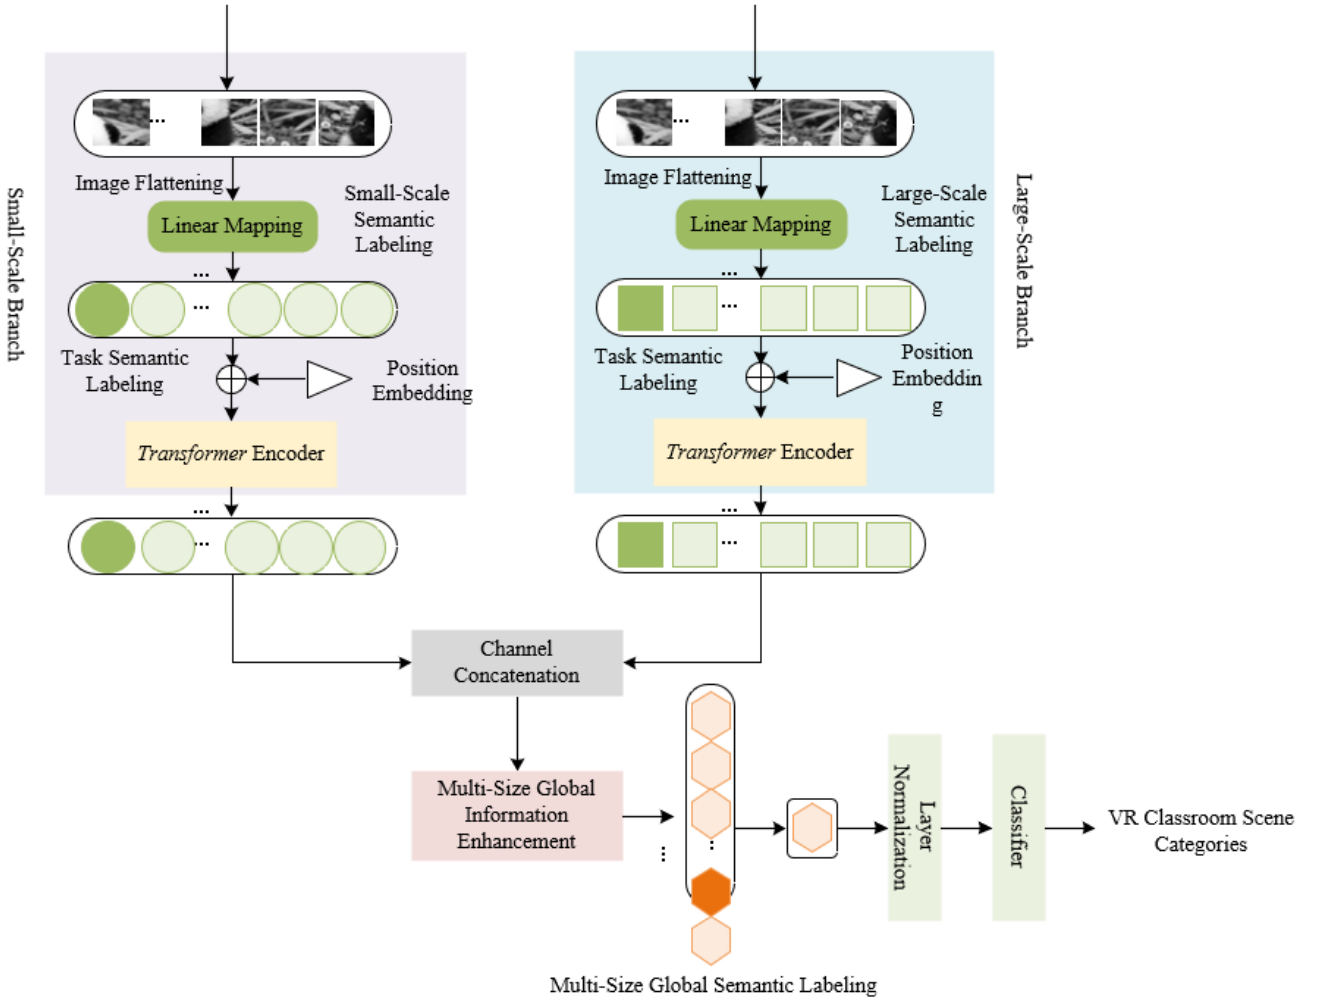 Small-Scale Branch
...
Image Flattening
Linear Mapping
Small-Scale
Semantic
Labeling
...
...
Task Semantic
Labeling
Position
Embedding
Transformer Encoder
...
...
...
Image Flattening
Linear Mapping
Large-Scale
Semantic
Labeling
Large-Scale Branch
...
...
Task Semantic
Labeling
Position
Embeddin
g
Transformer Encoder
...
...
Channel
Concatenation
Multi-Size Global
Information
Enhancement
...
...
Layer
Normalization
Classifier
VR Classroom Scene
Categories
Multi-Size Global Semantic Labeling